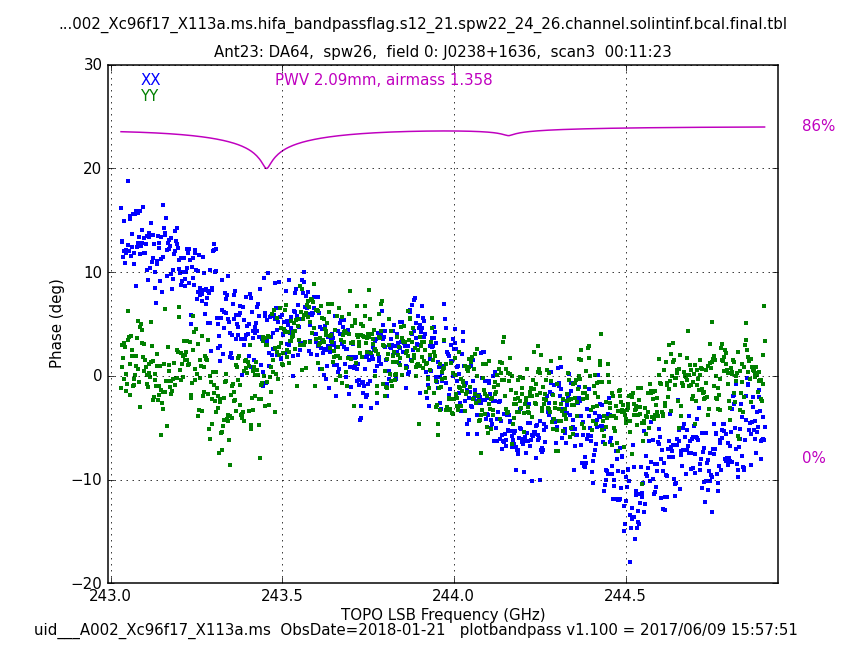 ...002_Xc96f17_X113a.ms.hifa_bandpassflag.s12_21.spw22_24_26.channel.solintinf.bcal.final.tbl
Ant23: DA64, spw26, field 0: J0238+1636, scan3 00:11:23
30
XX
PWV 2.09mm, airmass 1.358
YY
86%
20
10
Phase (deg)
0
0%
−10
−20
243.0 243.5 244.0 244.5
TOPO LSB Frequency (GHz)
uid___A002_Xc96f17_X113a.ms ObsDate=2018-01-21 plotbandpass v1.100 = 2017/06/09 15:57:51